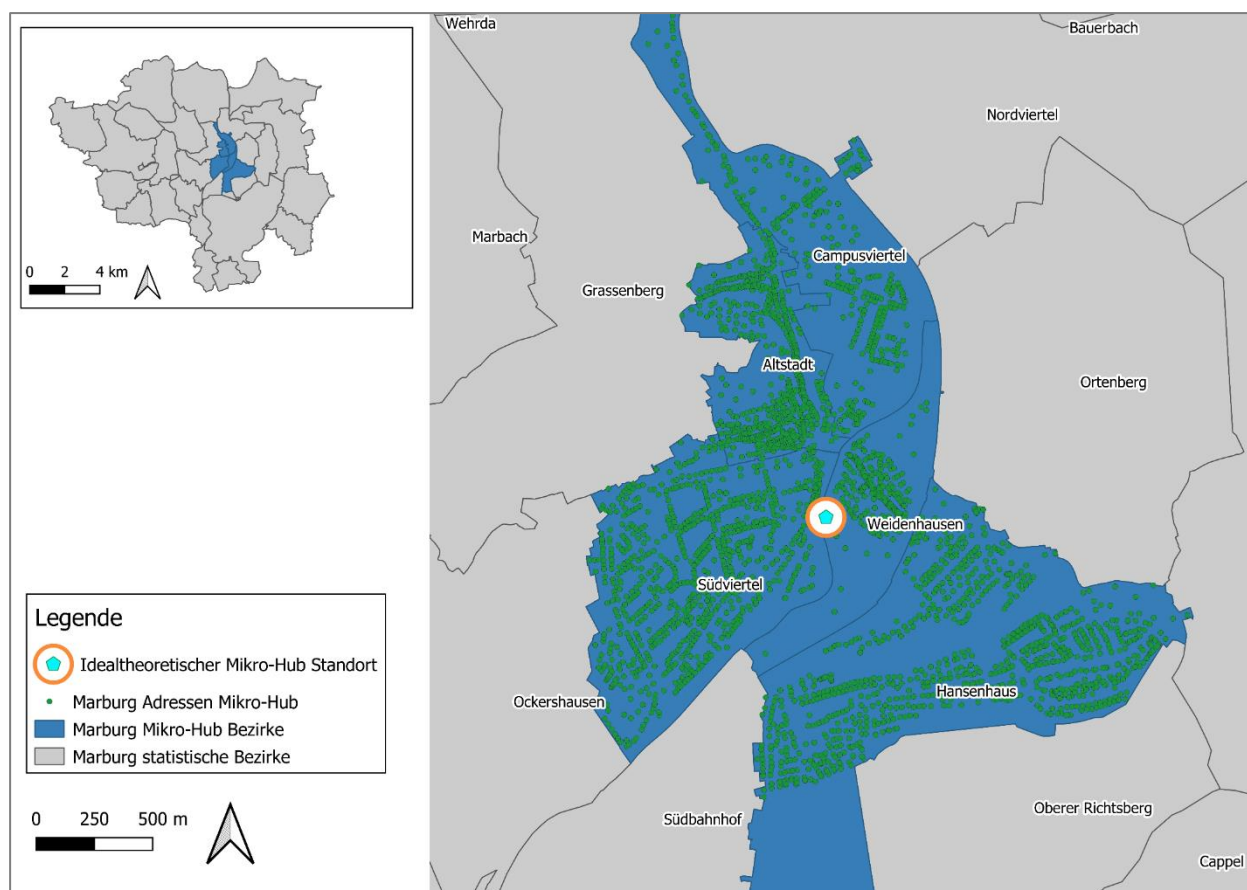 0 2 4 km
Legende
Idealtheoretischer Mikro-Hub Standort
Marburg Adressen Mikro-Hub
Marburg Mikro-Hub Bezirke
Marburg statistische Bezirke
0 250 500 m
Wehrda
Bauerbach
Nordviertel
Marbach
Campusviertel
Grassenberg
Altstadt
Ortenberg
Weidenhausen
Südviertel
Ockershausen
Hansenhaus
Südbahnhof
Oberer Richtsberg
Cappel